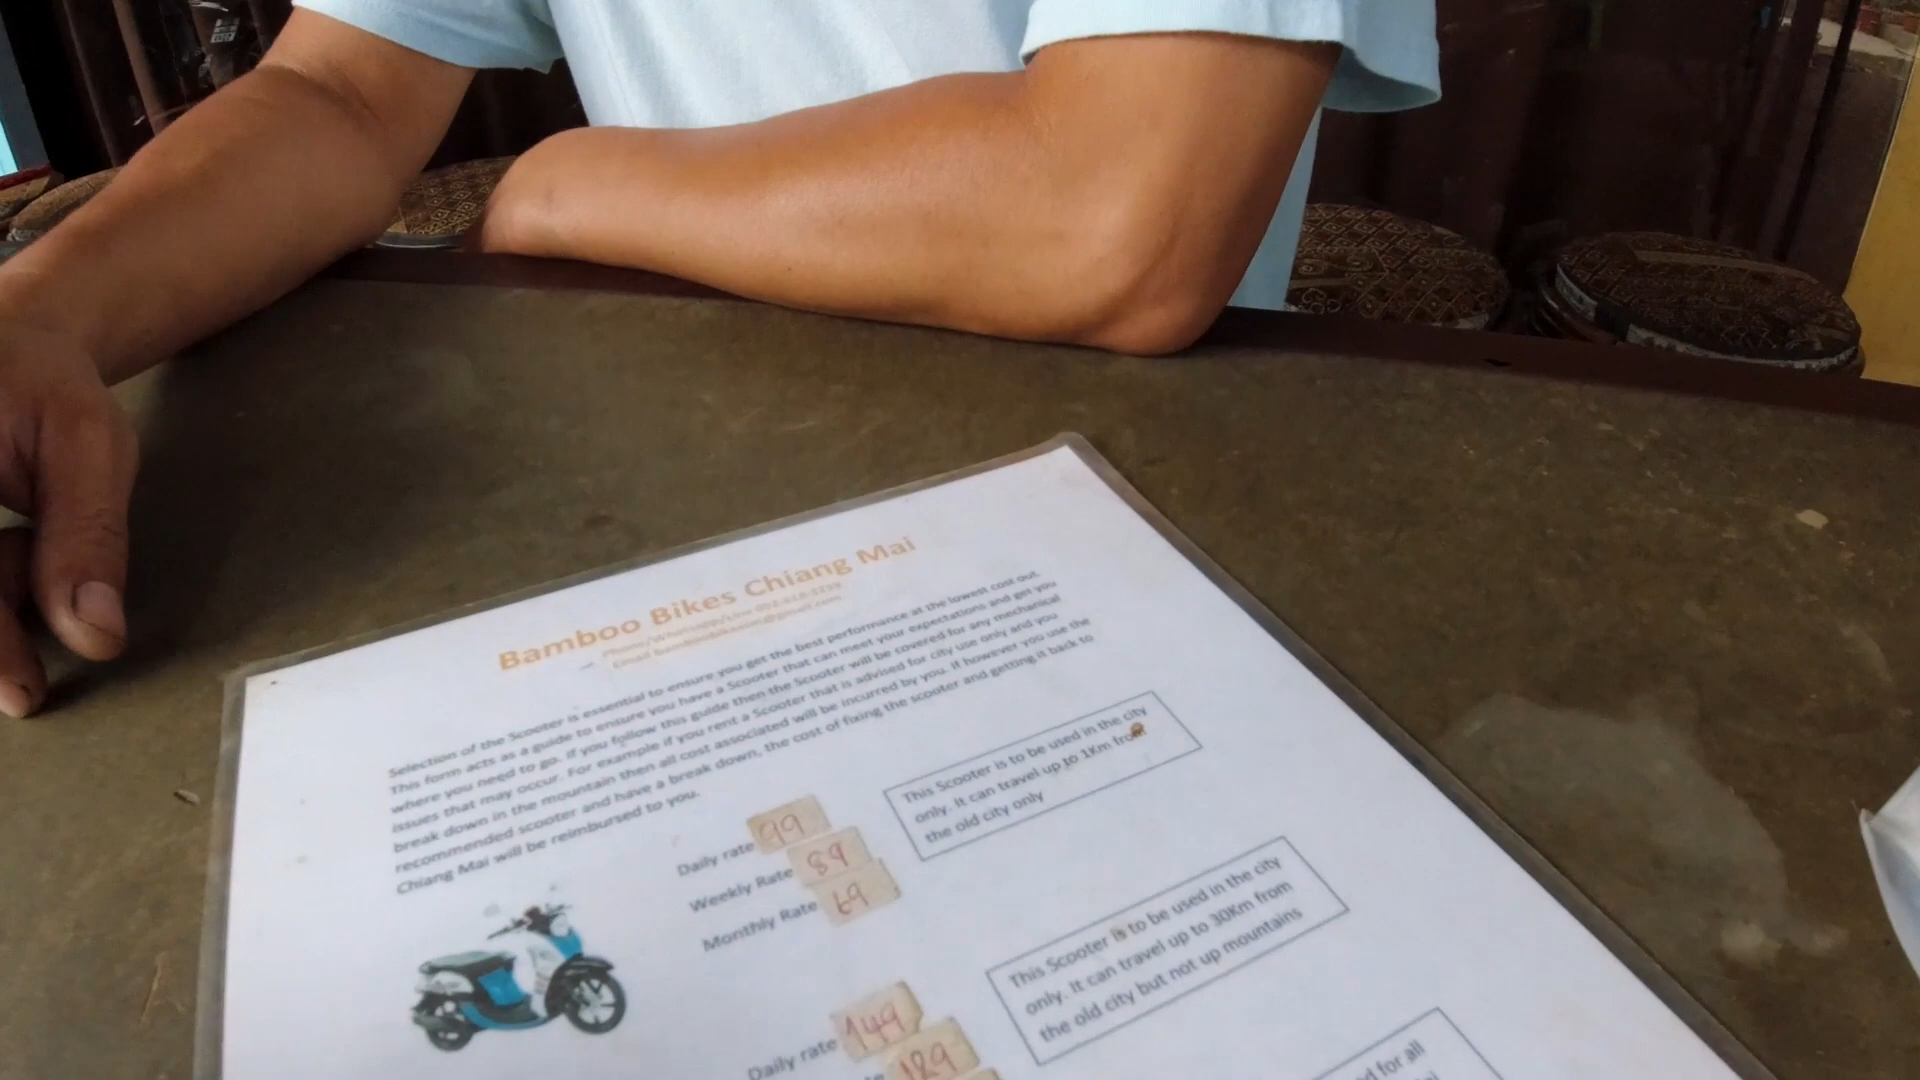 Bamboo Bikes Chiang Mai
Phone/Whatsapp/Line
Email
Selection of the Scooter is essential to ensure you get the best performance at the lowest cost out.
This form acts as a guide to ensure you have a Scooter that can meet your expectations and get you
where you need to go. If you follow this guide then the Scooter will be covered for any mechanical
issues that may occur. For example if you rent a Scooter that is advised for city use only and you
break down in the mountain then all cost associated will be incurred by you. If however you use the
recommended scooter and have a break down, the cost of fixing the scooter and getting it back to
Chiang Mai will be reimbursed to you.
Daily rate 99
Weekly Rate 89
Monthly Rate 69
This Scooter is to be used in the city
only. It can travel up to 1Km from
the old city only
Daily rate 149
129
This Scooter is to be used in the city
only. It can travel up to 30Km from
the old city but not up mountains
for all